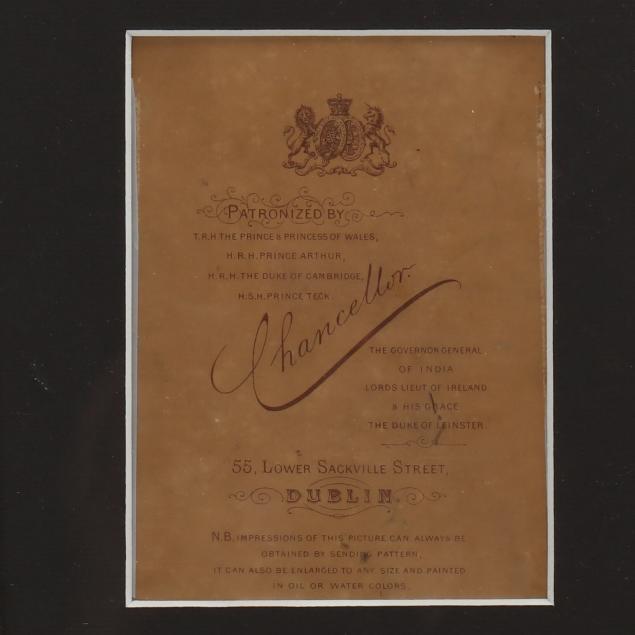 PATRONIZED BY
T.R.H. THE PRINCE & PRINCESS OF WALES,
H.R.H. PRINCE ARTHUR,
H.R.H. THE DUKE OF CAMBRIDGE,
H.S.H. PRINCE TECK.
Chancellor.
THE GOVERNOR GENERAL
OF INDIA
LORDS LIEUT OF IRELAND
& HIS GRACE
THE DUKE OF LEINSTER.
55, LOWER SACKVILLE STREET,
DUBLIN.
N.B. IMPRESSIONS OF THIS PICTURE CAN ALWAYS BE
OBTAINED BY SENDING PATTERN,
IT CAN ALSO BE ENLARGED TO ANY SIZE AND PAINTED
IN OIL OR WATER COLORS.